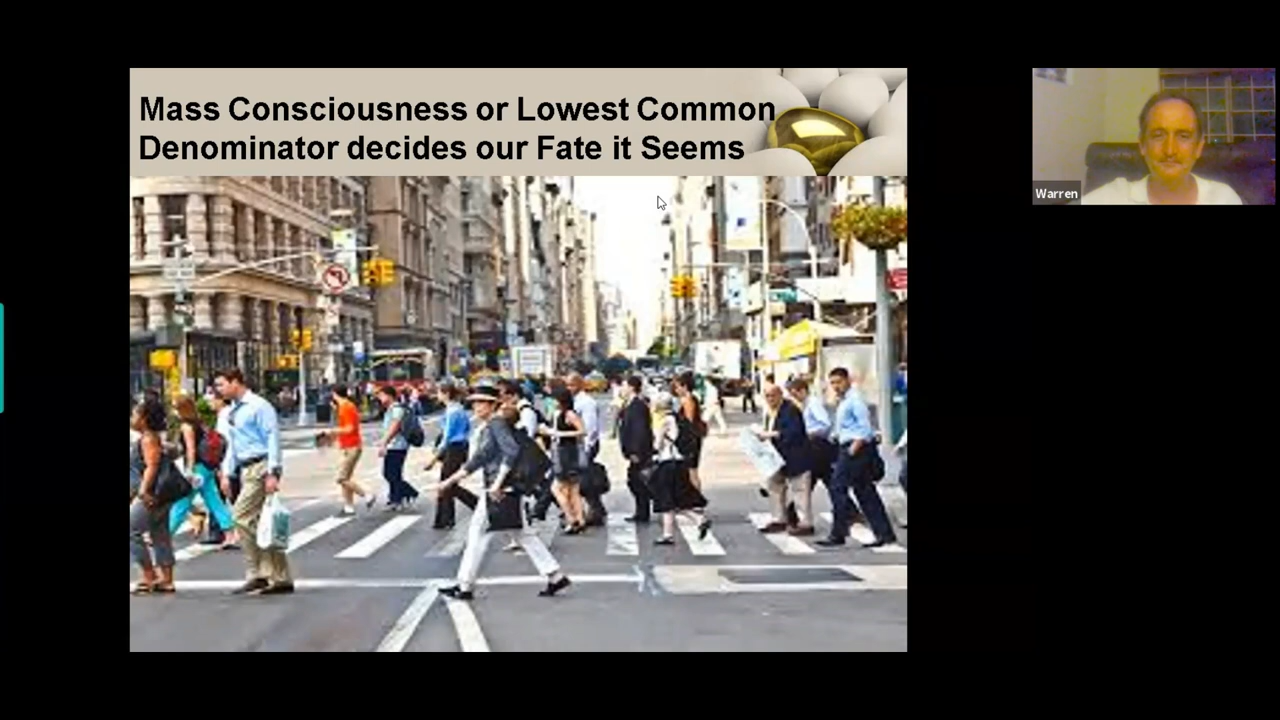 Mass Consciousness or Lowest Common
Denominator decides our Fate it Seems
Warren